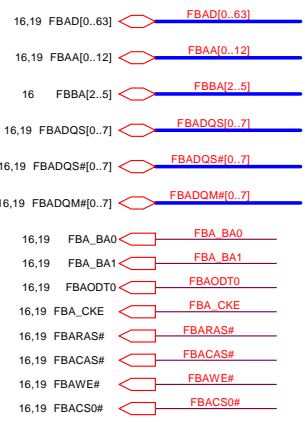 16,19 FBAD[0..63] FBAD[0..63]
16,19 FBAA[0..12] FBAA[0..12]
16 FBBA[2..5] FBBA[2..5]
16,19 FBADQS[0..7] FBADQS[0..7]
16,19 FBADQS#[0..7] FBADQS#[0..7]
16,19 FBADQM#[0..7] FBADQM#[0..7]
16,19 FBA_BA0 FBA_BA0
16,19 FBA_BA1 FBA_BA1
16,19 FBAODT0 FBAODT0
16,19 FBA_CKE FBA_CKE
16,19 FBARAS# FBARAS#
16,19 FBACAS# FBACAS#
16,19 FBAWE# FBAWE#
16,19 FBACS0# FBACS0#